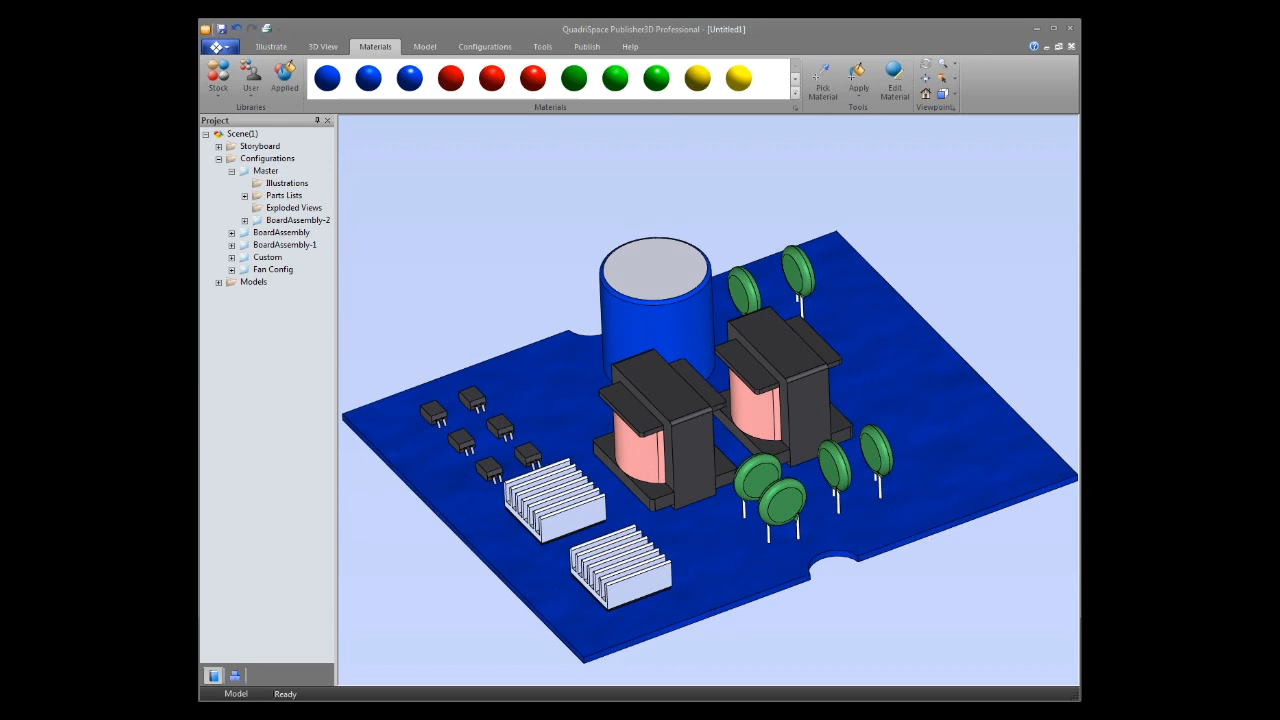 QuadriSpace Publisher3D Professional - [Untitled1]
Illustrate 3D View Materials Model Configurations Tools Publish Help
Stock User Applied
Pick Material
Apply
Edit Material
Libraries Materials Tools Viewpoint
Project
Scene(1)
Storyboard
Configurations
Master
Illustrations
Parts Lists
Exploded Views
BoardAssembly-2
BoardAssembly
BoardAssembly-1
Custom
Fan Config
Models
Model Ready